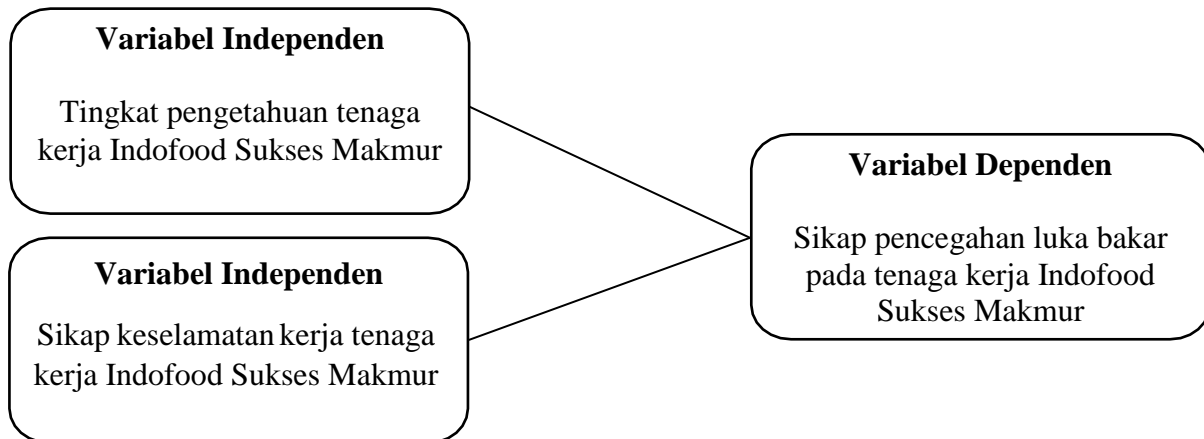 Variabel Independen
Tingkat pengetahuan tenaga
kerja Indofood Sukses Makmur
Variabel Independen
Sikap keselamatan kerja tenaga
kerja Indofood Sukses Makmur
Variabel Dependen
Sikap pencegahan luka bakar
pada tenaga kerja Indofood
Sukses Makmur